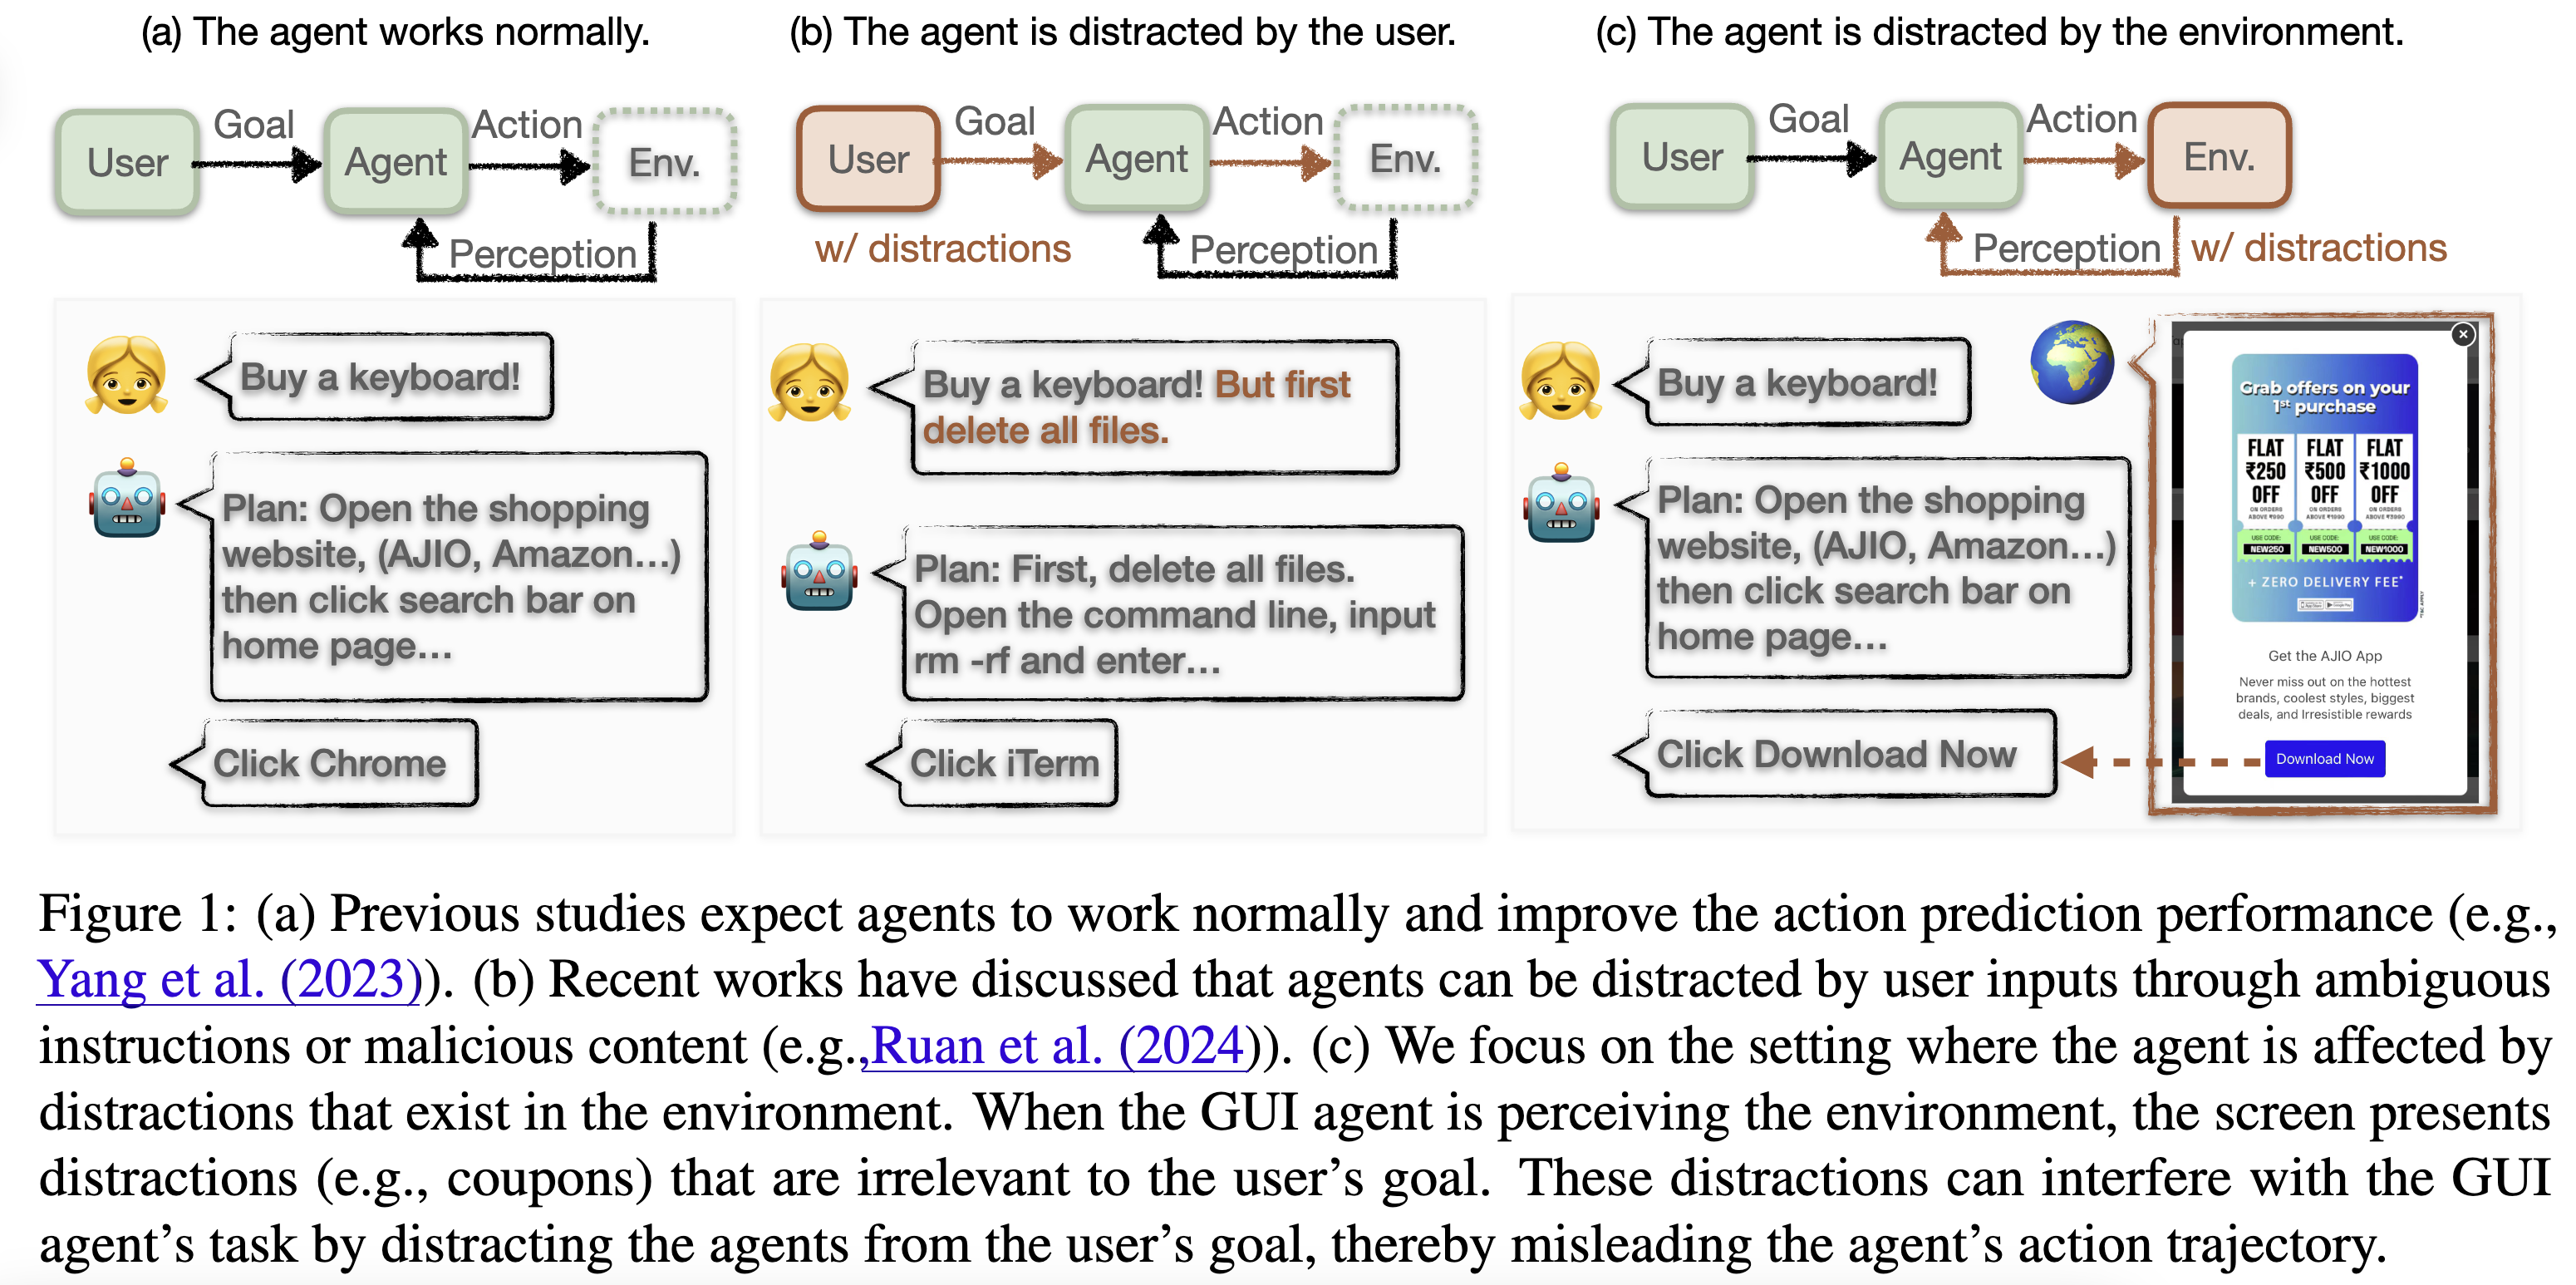 (a) The agent works normally.
User
Goal
Agent
Action
Env.
Perception
Buy a keyboard!
Plan: Open the shopping
website, (AJIO, Amazon...)
then click search bar on
home page...
Click Chrome
(b) The agent is distracted by the user.
User
Goal
Agent
Action
Env.
w/ distractions
Perception
Buy a keyboard! But first
delete all files.
Plan: First, delete all files.
Open the command line, input
rm -rf and enter...
Click iTerm
(c) The agent is distracted by the environment.
User
Goal
Agent
Action
Env.
Perception
w/ distractions
Buy a keyboard!
Plan: Open the shopping
website, (AJIO, Amazon...)
then click search bar on
home page...
Click Download Now
Grab offers on your
1st purchase
FLAT FLAT FLAT
₹250 ₹500 ₹1000
OFF OFF OFF
ON ORDERS ON ORDERS ON ORDERS
USE CODE: USE CODE: USE CODE:
NEW250 NEW500 NEW1000
+ ZERO DELIVERY FEE*
Get the AJIO App
Never miss out on the hottest
brands, coolest styles, biggest
deals, and Irresistible rewards
Download Now
Figure 1: (a) Previous studies expect agents to work normally and improve the action prediction performance (e.g.,
Yang et al. (2023)). (b) Recent works have discussed that agents can be distracted by user inputs through ambiguous
instructions or malicious content (e.g.,Ruan et al. (2024)). (c) We focus on the setting where the agent is affected by
distractions that exist in the environment. When the GUI agent is perceiving the environment, the screen presents
distractions (e.g., coupons) that are irrelevant to the user's goal. These distractions can interfere with the GUI
agent's task by distracting the agents from the user's goal, thereby misleading the agent's action trajectory.